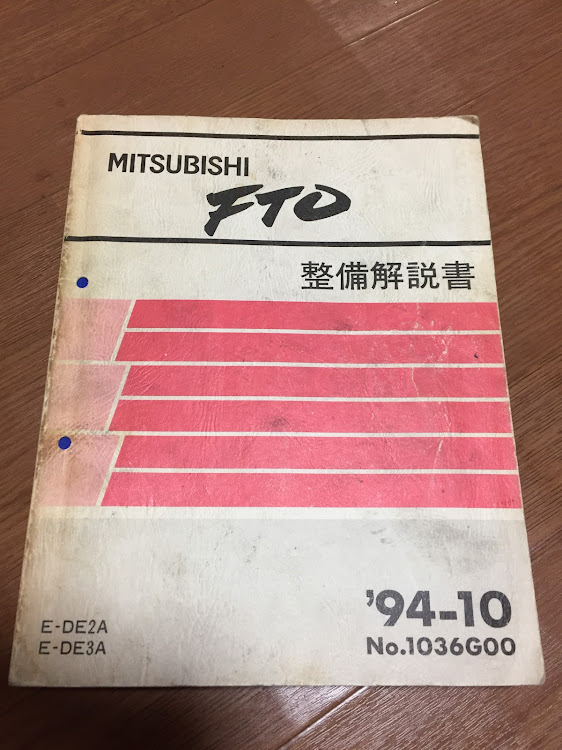 MITSUBISHI
FTO
整備解説書
'94-10
No.1036G00
E-DE2A
E-DE3A